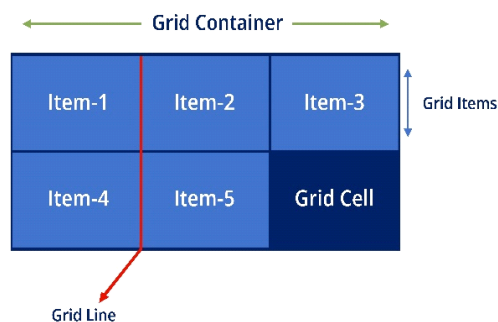 Grid Container
Item-1 Item-2 Item-3
Grid Items
Item-4 Item-5 Grid Cell
Grid Line